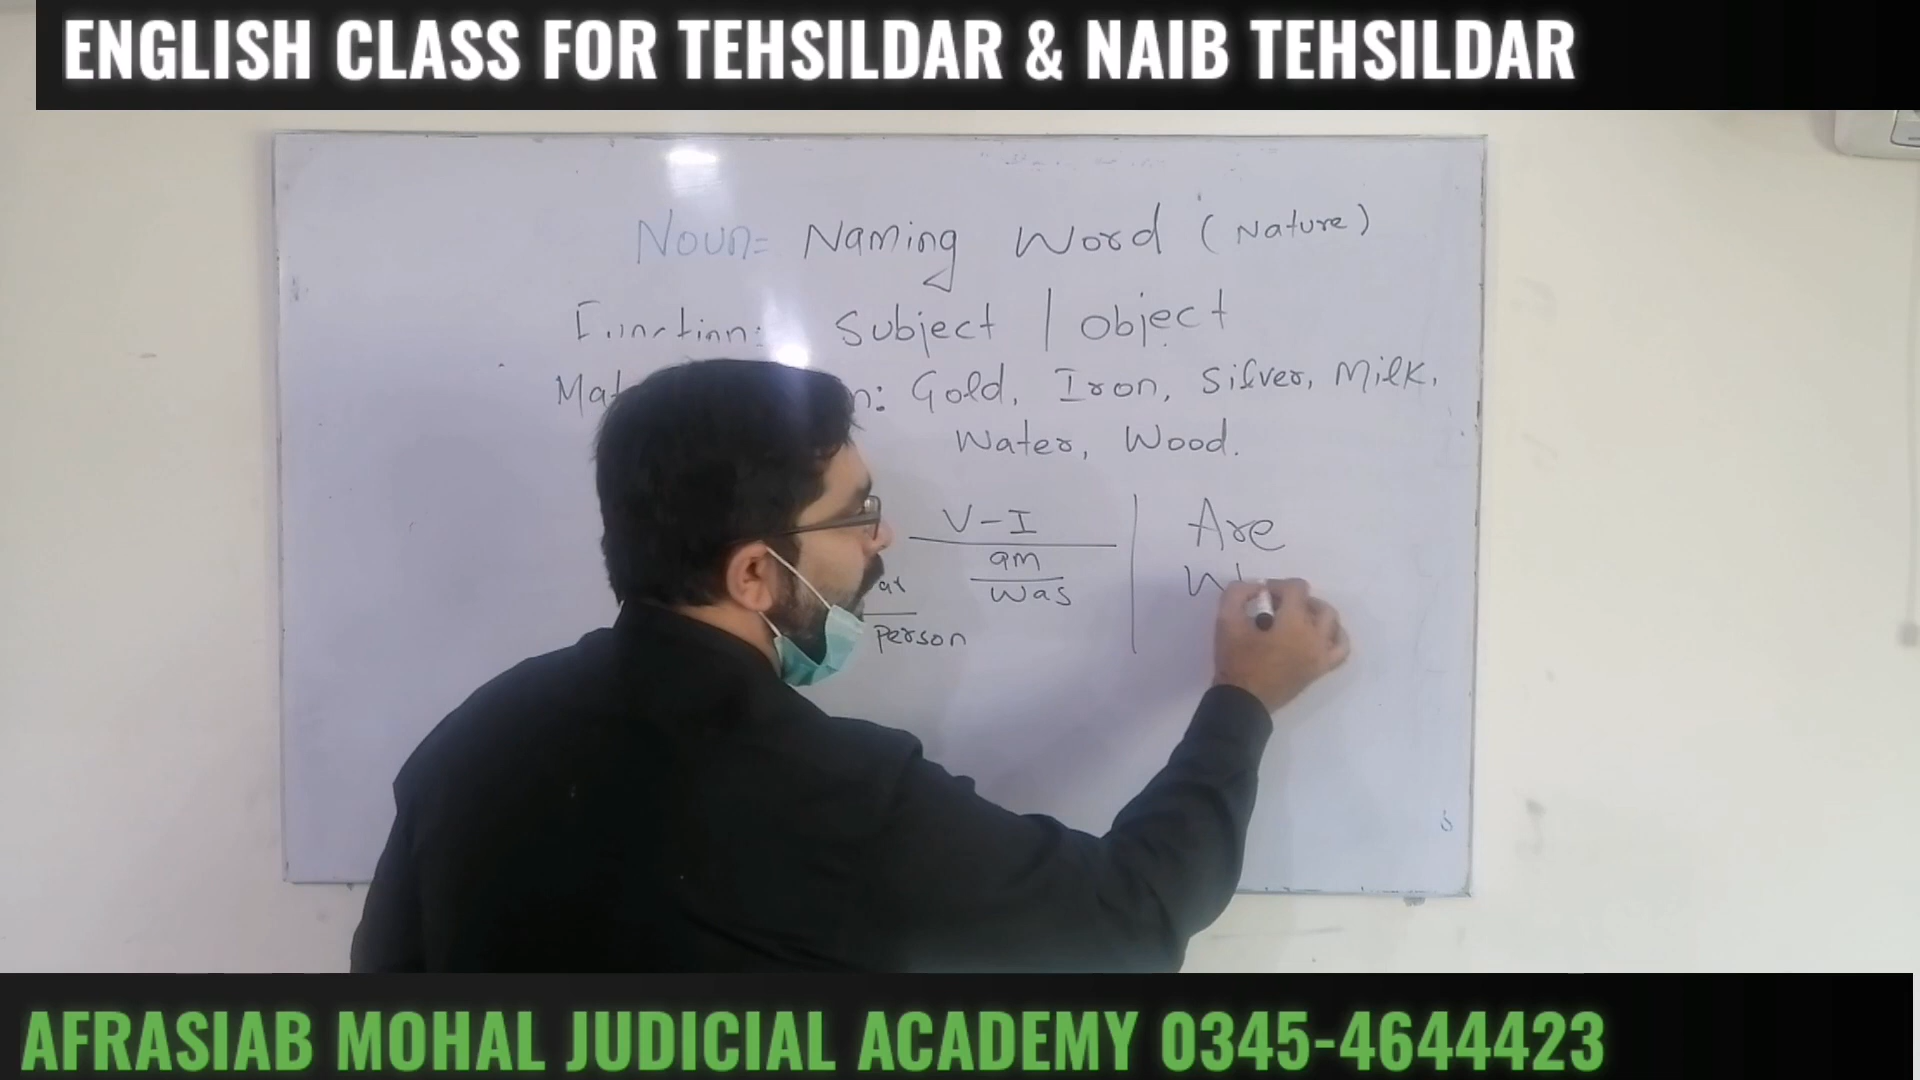 ENGLISH CLASS FOR TEHSILDAR & NAIB TEHSILDAR
Noun= Naming Word (Nature)
Function: Subject | Object
Gold, Iron, Silver, Milk,
Water, Wood.
V-I | Are
am
Was
person
AFRASIAB MOHAL JUDICIAL ACADEMY 0345-4644423